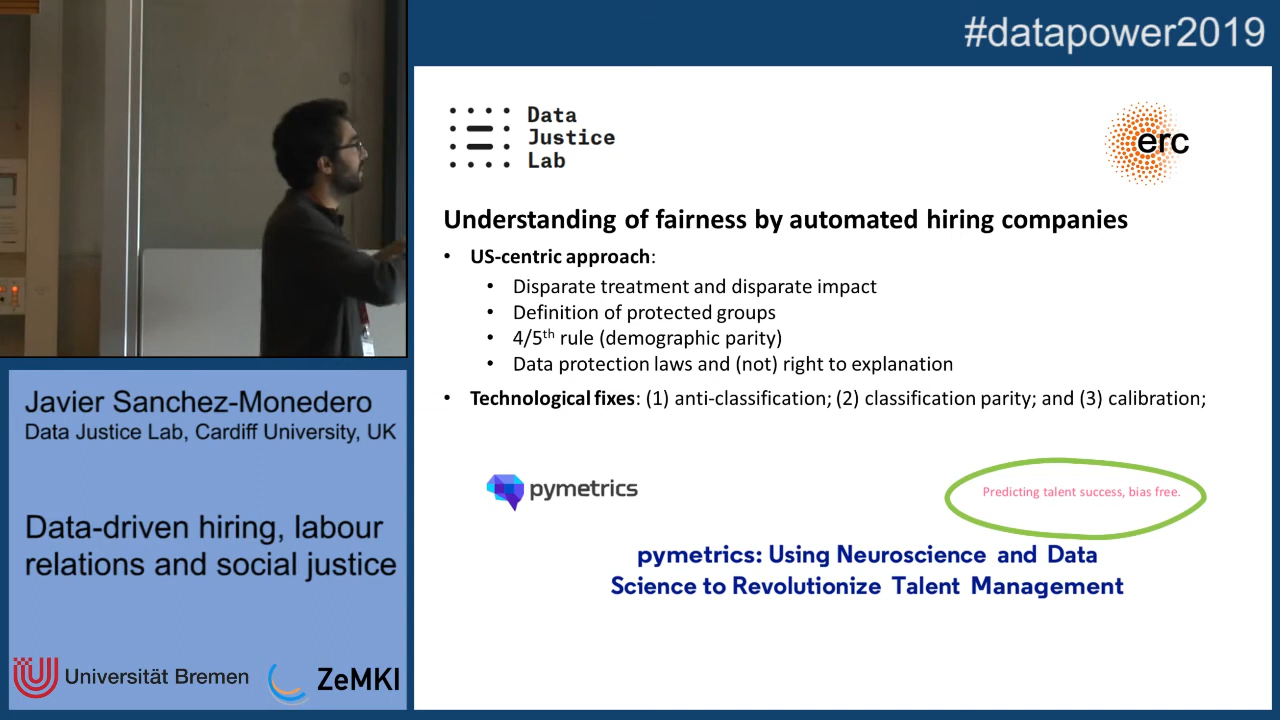 #datapower2019
Data
Justice
Lab
erc
Understanding of fairness by automated hiring companies
• US-centric approach:
• Disparate treatment and disparate impact
• Definition of protected groups
• 4/5th rule (demographic parity)
• Data protection laws and (not) right to explanation
• Technological fixes: (1) anti-classification; (2) classification parity; and (3) calibration;
pymetrics
Predicting talent success, bias free.
pymetrics: Using Neuroscience and Data
Science to Revolutionize Talent Management
Javier Sanchez-Monedero
Data Justice Lab, Cardiff University, UK
Data-driven hiring, labour
relations and social justice
Universität Bremen
ZeMKI